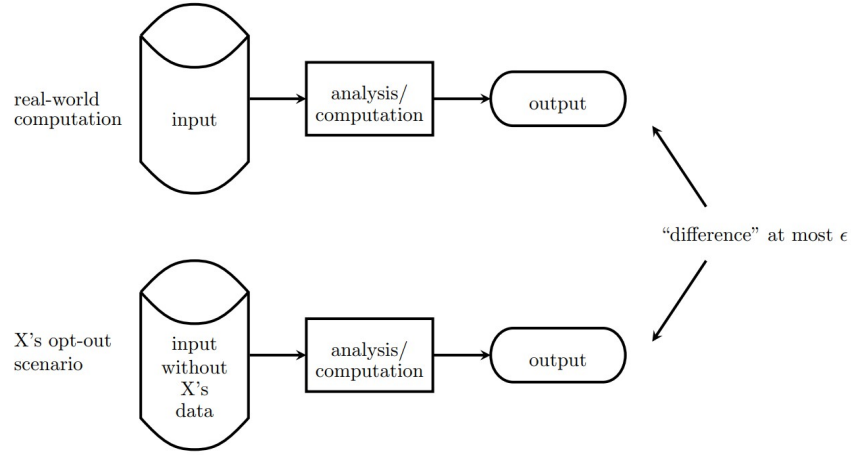 real-world
computation
input
analysis/
computation
output
“difference” at most ϵ
X’s opt-out
scenario
input
without
X’s
data
analysis/
computation
output